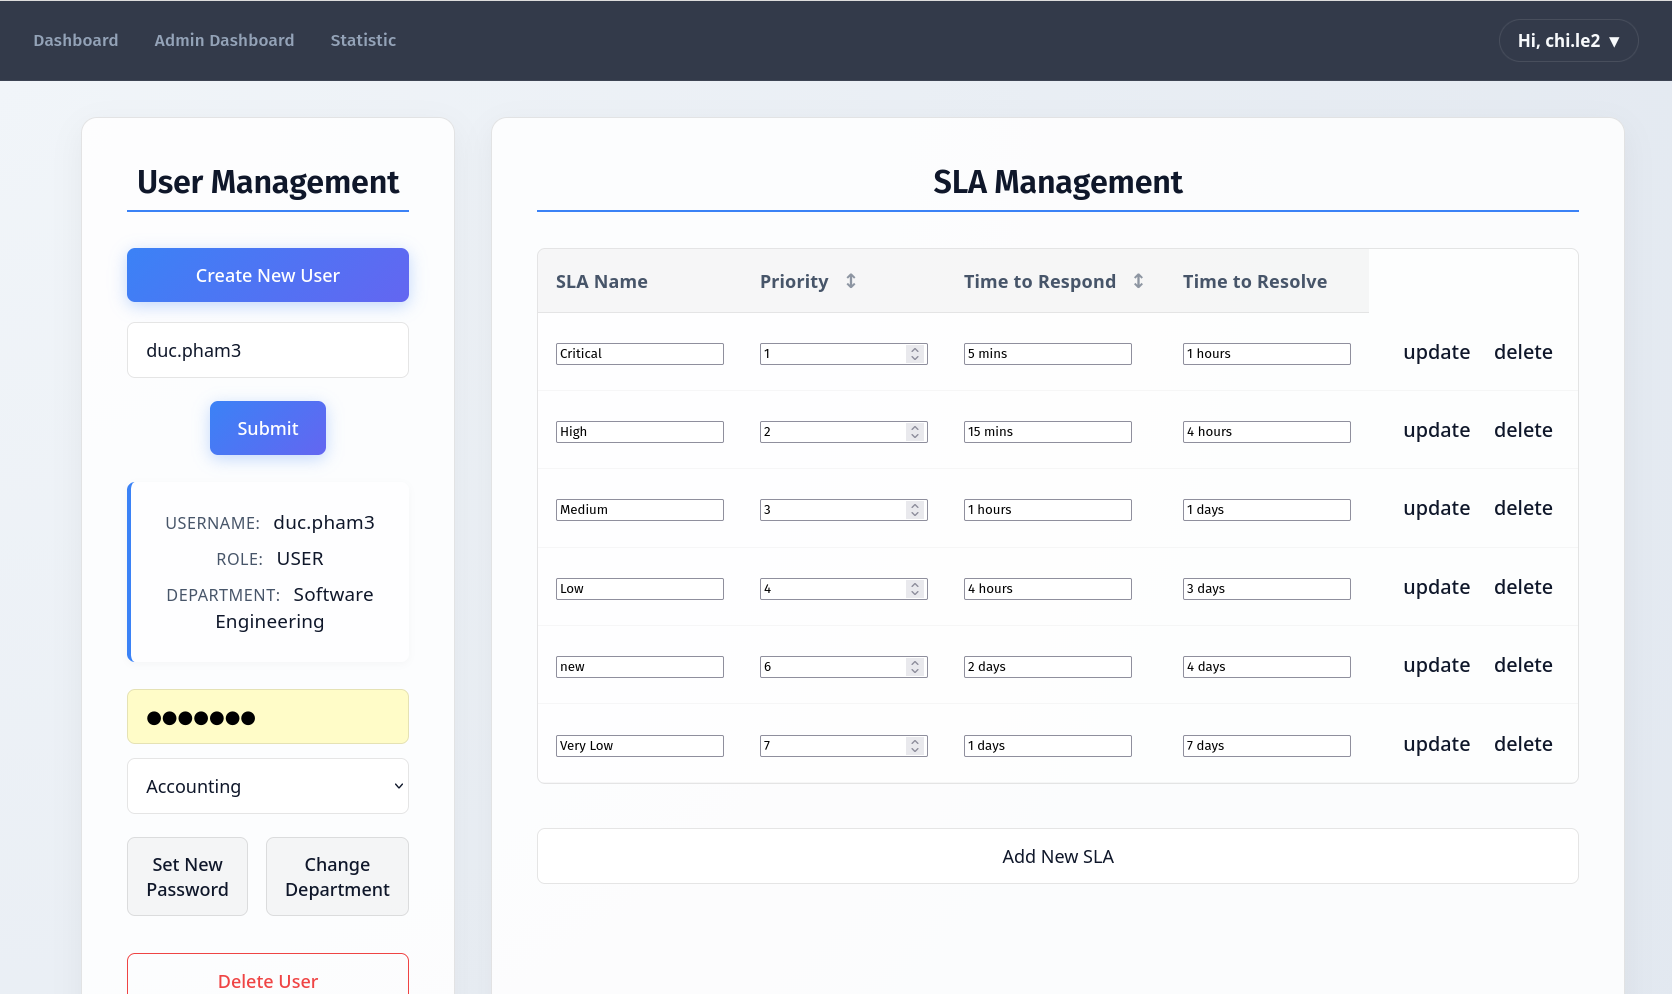 Dashboard Admin Dashboard Statistic Hi, chi.le2 ▼
User Management
Create New User
duc.pham3
Submit
USERNAME: duc.pham3
ROLE: USER
DEPARTMENT: Software
Engineering
●●●●●●●
Accounting
Set New
Password
Change
Department
Delete User
SLA Management
SLA Name Priority ↕ Time to Respond ↕ Time to Resolve
Critical 1 5 mins 1 hours update delete
High 2 15 mins 4 hours update delete
Medium 3 1 hours 1 days update delete
Low 4 4 hours 3 days update delete
new 6 2 days 4 days update delete
Very Low 7 1 days 7 days update delete
Add New SLA